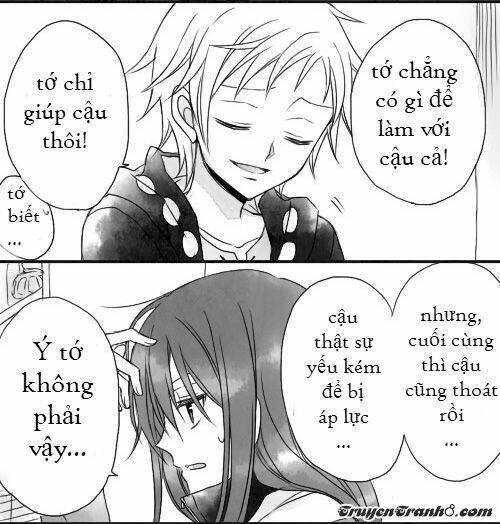 tớ chẳng
có gì để
làm với
cậu cả!
tớ chỉ
giúp cậu
thôi!
tớ
biết
...
nhưng,
cuối cùng
thì cậu
cũng thoát
rồi
...
cậu
thật sự
yếu kém
để bị
áp lực
...
Ý tớ
không
phải
vậy...
TruyenTranh8.com